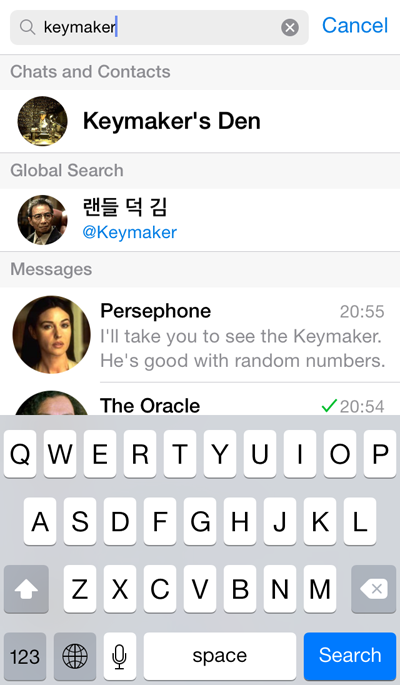 keymaker
Cancel
Chats and Contacts
Keymaker's Den
Global Search
랜들 덕 김
@Keymaker
Messages
Persephone 20:55
I'll take you to see the Keymaker.
He's good with random numbers.
The Oracle 20:54
Q W E R T Y U I O P
A S D F G H J K L
Z X C V B N M
123 space Search